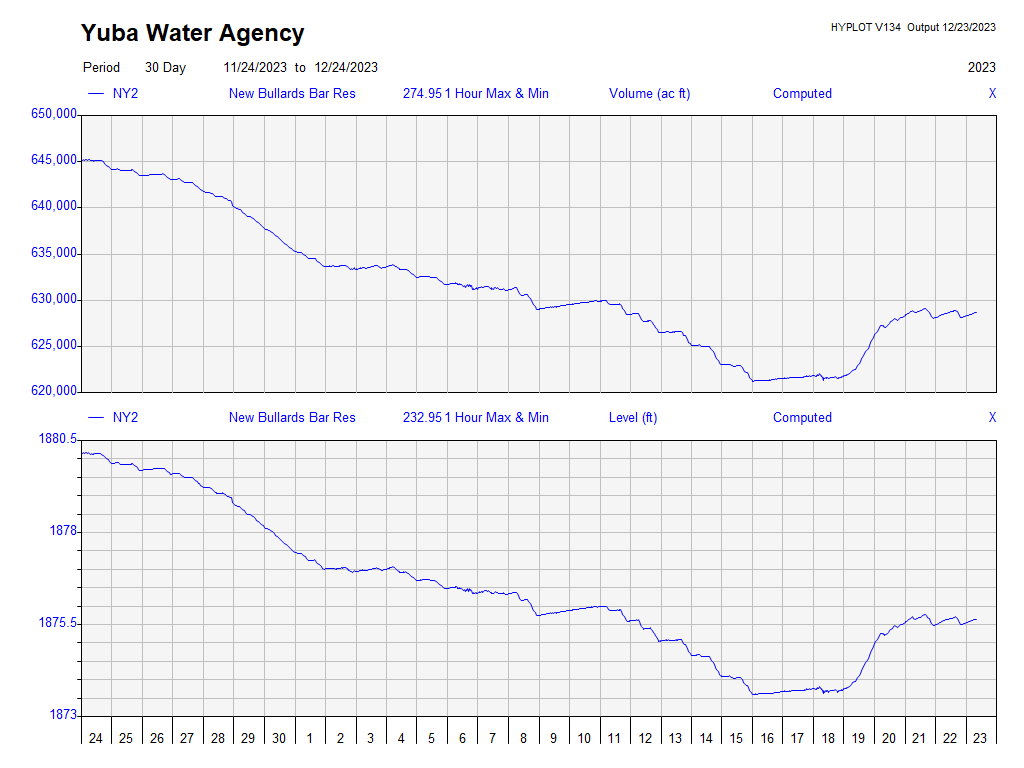 Yuba Water Agency
HYPLOT V134 Output 12/23/2023
Period 30 Day 11/24/2023 to 12/24/2023 2023
NY2 New Bullards Bar Res 274.95 1 Hour Max & Min Volume (ac ft) Computed X
650,000
645,000
640,000
635,000
630,000
625,000
620,000
NY2 New Bullards Bar Res 232.95 1 Hour Max & Min Level (ft) Computed X
1880.5
1878
1875.5
1873
24 25 26 27 28 29 30 1 2 3 4 5 6 7 8 9 10 11 12 13 14 15 16 17 18 19 20 21 22 23